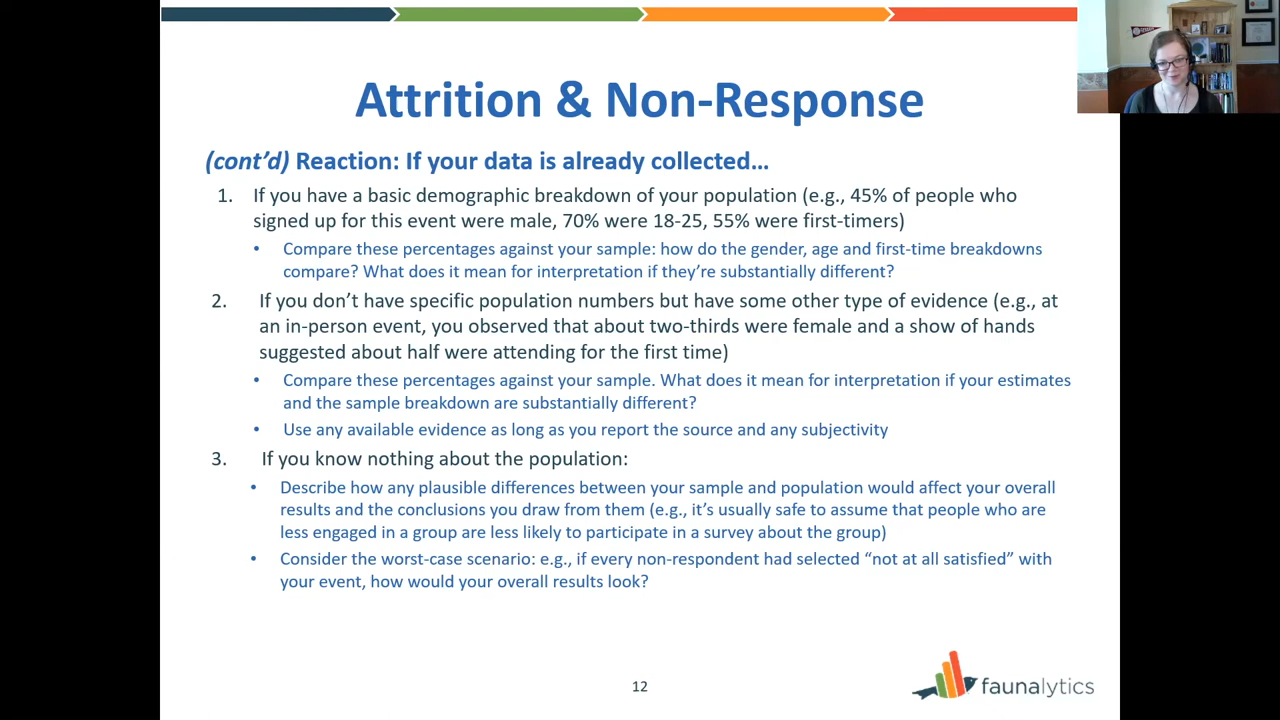 Attrition & Non-Response
(cont’d) Reaction: If your data is already collected…
1. If you have a basic demographic breakdown of your population (e.g., 45% of people who
signed up for this event were male, 70% were 18-25, 55% were first-timers)
• Compare these percentages against your sample: how do the gender, age and first-time breakdowns
compare? What does it mean for interpretation if they’re substantially different?
2. If you don’t have specific population numbers but have some other type of evidence (e.g., at
an in-person event, you observed that about two-thirds were female and a show of hands
suggested about half were attending for the first time)
• Compare these percentages against your sample. What does it mean for interpretation if your estimates
and the sample breakdown are substantially different?
• Use any available evidence as long as you report the source and any subjectivity
3. If you know nothing about the population:
• Describe how any plausible differences between your sample and population would affect your overall
results and the conclusions you draw from them (e.g., it’s usually safe to assume that people who are
less engaged in a group are less likely to participate in a survey about the group)
• Consider the worst-case scenario: e.g., if every non-respondent had selected “not at all satisfied” with
your event, how would your overall results look?
12
faunalytics